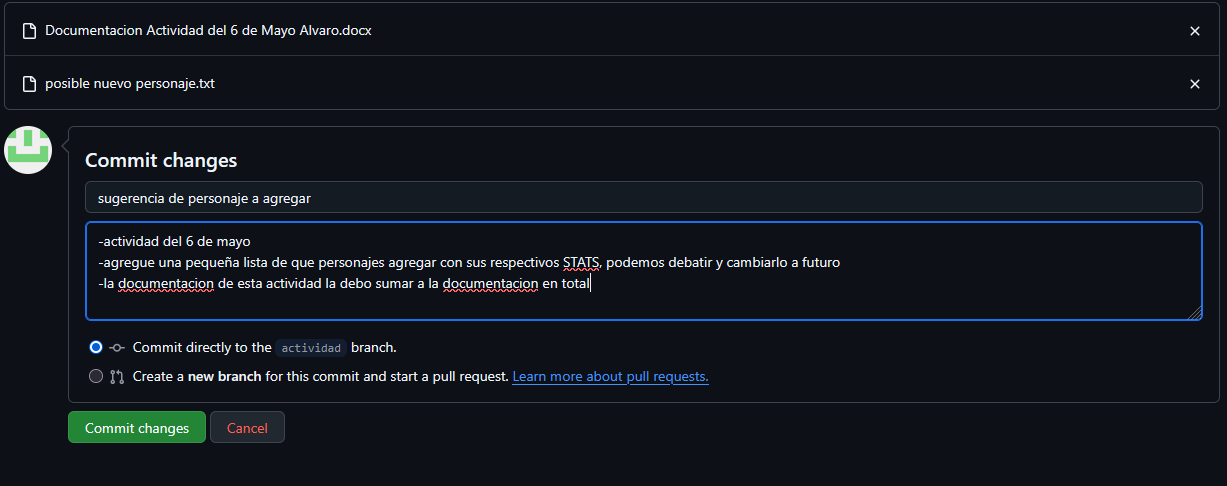 Documentacion Actividad del 6 de Mayo Alvaro.docx
posible nuevo personaje.txt
Commit changes
sugerencia de personaje a agregar
-actividad del 6 de mayo
-agregue una pequeña lista de que personajes agregar con sus respectivos STATS, podemos debatir y cambiarlo a futuro
-la documentacion de esta actividad la debo sumar a la documentacion en total
Commit directly to the actividad branch.
Create a new branch for this commit and start a pull request. Learn more about pull requests.
Commit changes Cancel